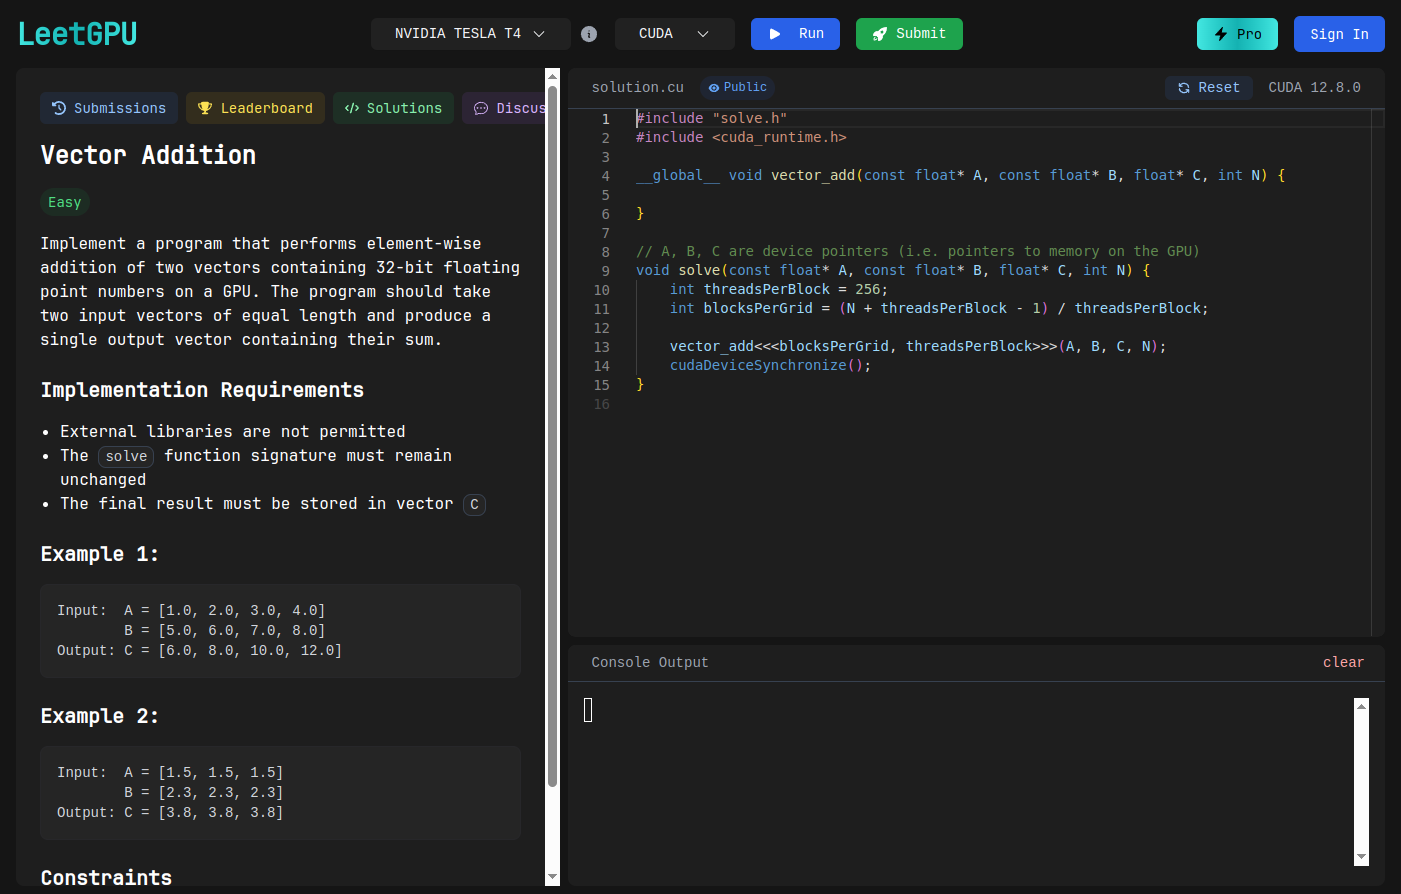 LeetGPU
NVIDIA TESLA T4
CUDA
Run
Submit
Pro
Sign In
Submissions
Leaderboard
</> Solutions
Discus
Vector Addition
Easy
Implement a program that performs element-wise
addition of two vectors containing 32-bit floating
point numbers on a GPU. The program should take
two input vectors of equal length and produce a
single output vector containing their sum.
Implementation Requirements
• External libraries are not permitted
• The solve function signature must remain
unchanged
• The final result must be stored in vector C
Example 1:
Input:  A = [1.0, 2.0, 3.0, 4.0]
        B = [5.0, 6.0, 7.0, 8.0]
Output: C = [6.0, 8.0, 10.0, 12.0]
Example 2:
Input:  A = [1.5, 1.5, 1.5]
        B = [2.3, 2.3, 2.3]
Output: C = [3.8, 3.8, 3.8]
Constraints
solution.cu
Public
Reset
CUDA 12.8.0
1 #include "solve.h"
2 #include <cuda_runtime.h>
3
4 __global__ void vector_add(const float* A, const float* B, float* C, int N) {
5
6 }
7
8 // A, B, C are device pointers (i.e. pointers to memory on the GPU)
9 void solve(const float* A, const float* B, float* C, int N) {
10     int threadsPerBlock = 256;
11     int blocksPerGrid = (N + threadsPerBlock - 1) / threadsPerBlock;
12
13     vector_add<<<blocksPerGrid, threadsPerBlock>>>(A, B, C, N);
14     cudaDeviceSynchronize();
15 }
16
Console Output
clear